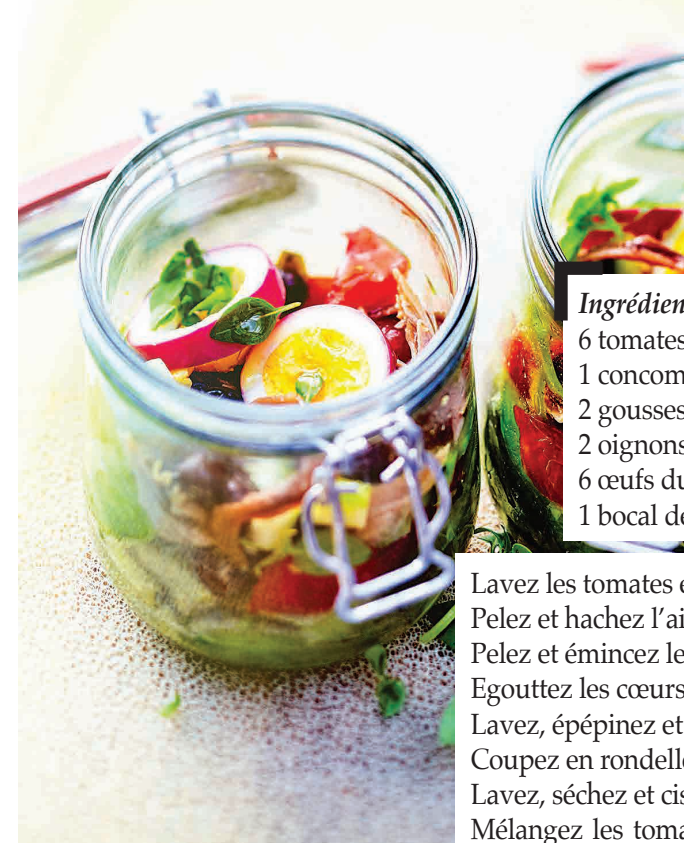 Ingrédien
6 tomates
1 concom
2 gousses
2 oignons
6 œufs du
1 bocal de
Lavez les tomates e
Pelez et hachez l’ai
Pelez et émincez le
Egouttez les cœurs
Lavez, épépinez et
Coupez en rondelle
Lavez, séchez et cis
Mélangez les toma